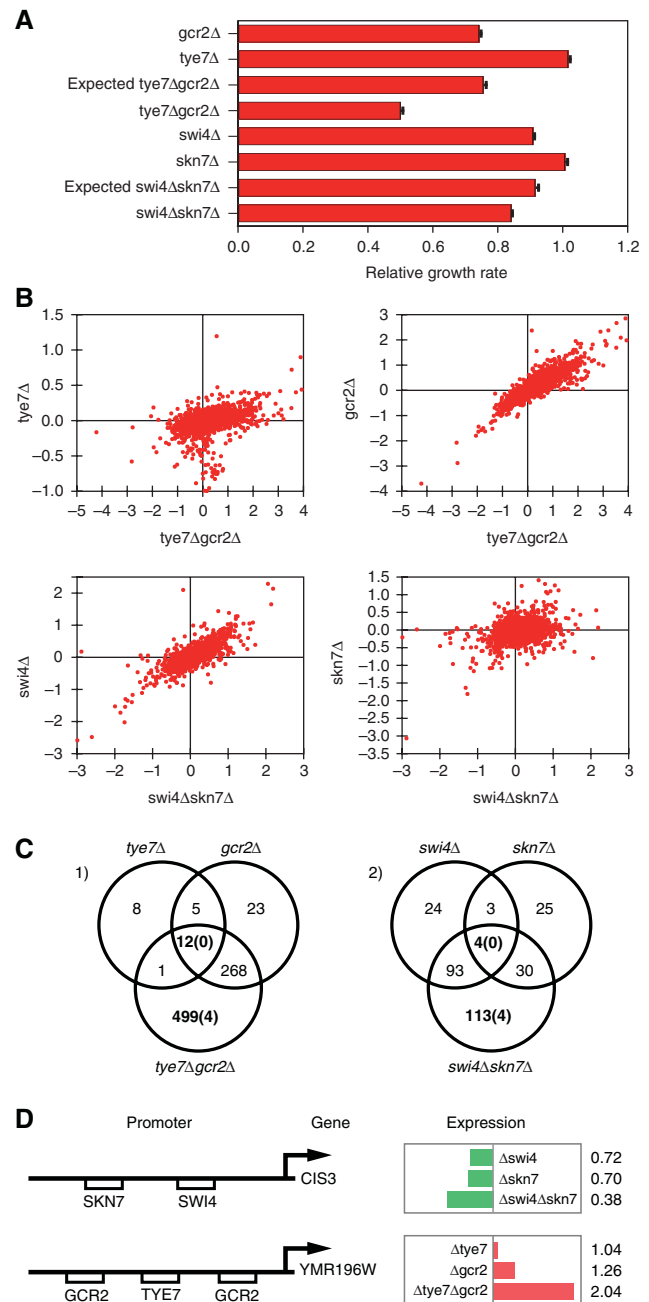 A
gcr2Δ
tye7Δ
Expected tye7Δgcr2Δ
tye7Δgcr2Δ
swi4Δ
skn7Δ
Expected swi4Δskn7Δ
swi4Δskn7Δ
0.0 0.2 0.4 0.6 0.8 1.0 1.2
Relative growth rate
B
1.5
1.0
0.5
0.0
−0.5
−1.0
tye7Δ
−5 −4 −3 −2 −1 0 1 2 3 4
tye7Δgcr2Δ
3
2
1
0
−1
−2
−3
−4
gcr2Δ
−5 −4 −3 −2 −1 0 1 2 3 4
tye7Δgcr2Δ
2
1
0
−1
−2
−3
swi4Δ
−3 −2 −1 0 1 2 3
swi4Δskn7Δ
1.5
1.0
0.5
0.0
−0.5
−1.0
−1.5
−2.0
−2.5
−3.0
−3.5
skn7Δ
−3 −2 −1 0 1 2 3
swi4Δskn7Δ
C
1)
tye7Δ gcr2Δ
8 5 23
12(0)
1 268
499(4)
tye7Δgcr2Δ
2)
swi4Δ skn7Δ
24 3 25
4(0)
93 30
113(4)
swi4Δskn7Δ
D
Promoter Gene Expression
CIS3
SKN7 SWI4
Δswi4 0.72
Δskn7 0.70
Δswi4Δskn7 0.38
YMR196W
GCR2 TYE7 GCR2
Δtye7 1.04
Δgcr2 1.26
Δtye7Δgcr2 2.04